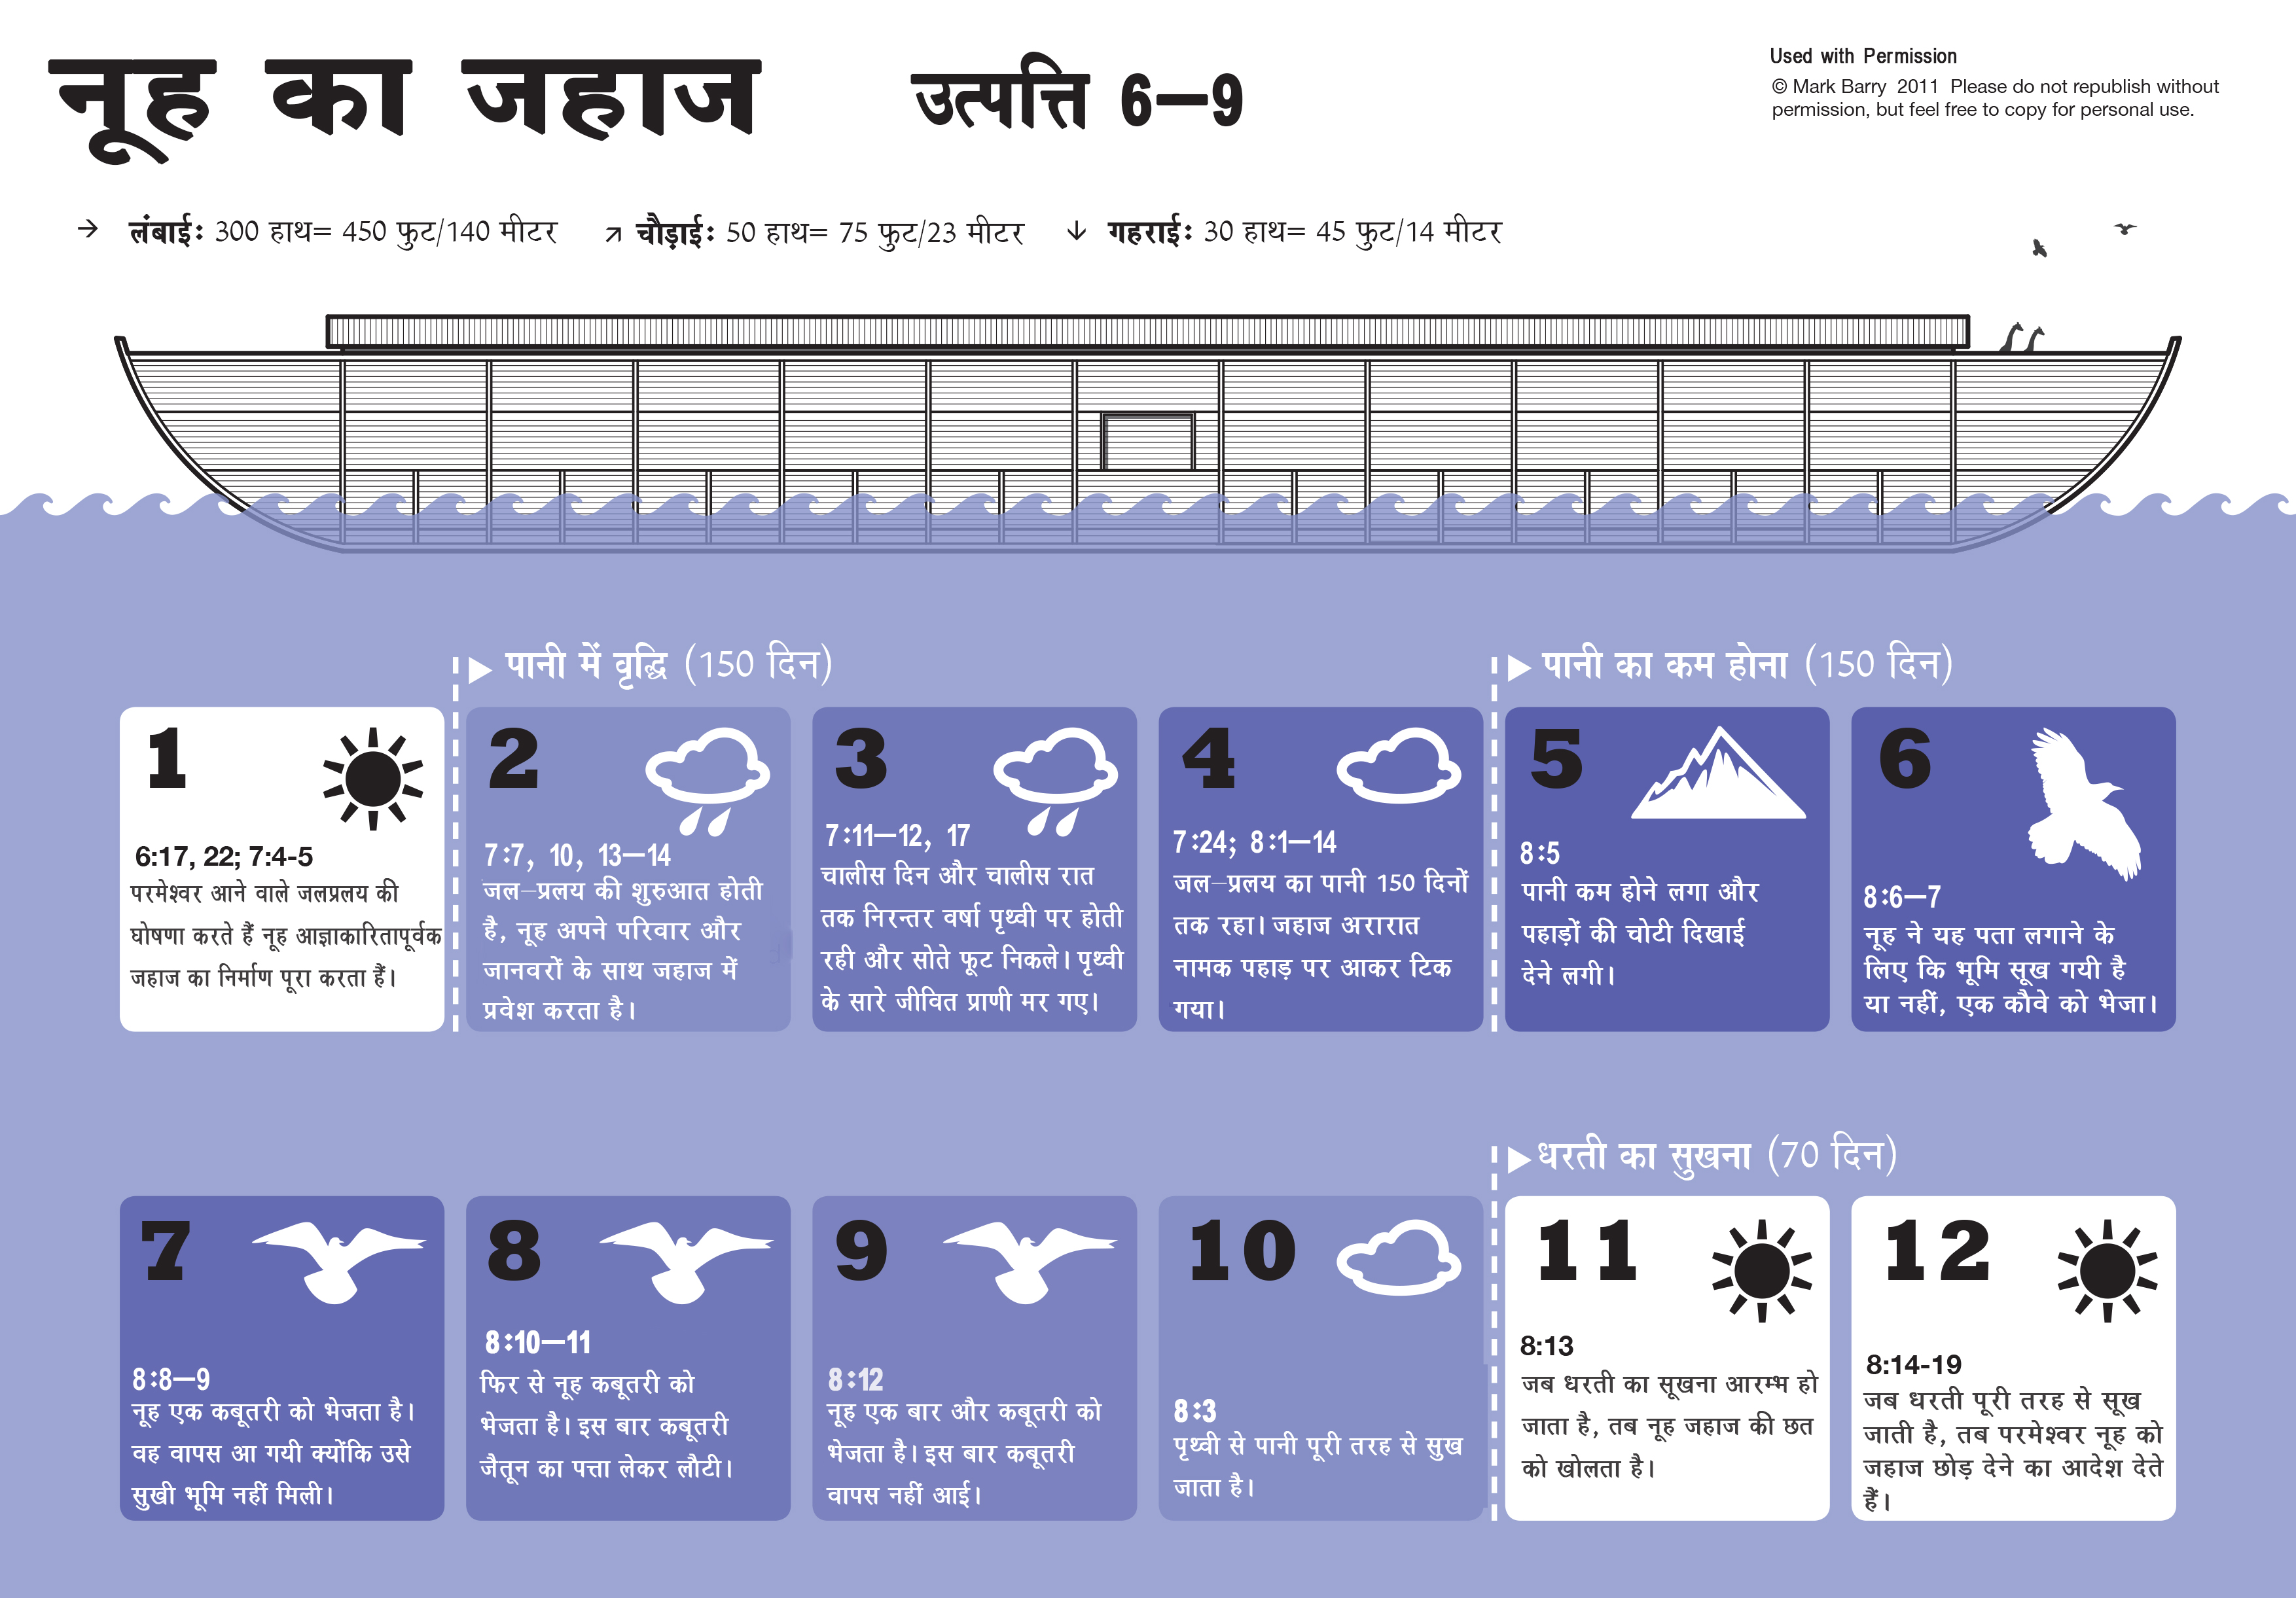 नूह का जहाज
उत्पत्ति 6–9
Used with Permission
© Mark Barry 2011 Please do not republish without
permission, but feel free to copy for personal use.
→ लंबाई: 300 हाथ= 450 फुट/140 मीटर
↗ चौड़ाई: 50 हाथ= 75 फुट/23 मीटर
↓ गहराई: 30 हाथ= 45 फुट/14 मीटर
▶ पानी में वृद्धि (150 दिन)
▶ पानी का कम होना (150 दिन)
1
6:17, 22; 7:4-5
परमेश्वर आने वाले जलप्रलय की
घोषणा करते हैं नूह आज्ञाकारितापूर्वक
जहाज का निर्माण पूरा करता हैं।
2
7:7, 10, 13–14
जल–प्रलय की शुरुआत होती
है, नूह अपने परिवार और
जानवरों के साथ जहाज में
प्रवेश करता है।
3
7:11–12, 17
चालीस दिन और चालीस रात
तक निरन्तर वर्षा पृथ्वी पर होती
रही और सोते फूट निकले। पृथ्वी
के सारे जीवित प्राणी मर गए।
4
7:24; 8:1–14
जल–प्रलय का पानी 150 दिनों
तक रहा। जहाज अरारात
नामक पहाड़ पर आकर टिक
गया।
5
8:5
पानी कम होने लगा और
पहाड़ों की चोटी दिखाई
देने लगी।
6
8:6–7
नूह ने यह पता लगाने के
लिए कि भूमि सूख गयी है
या नहीं, एक कौवे को भेजा।
▶ धरती का सुखना (70 दिन)
7
8:8–9
नूह एक कबूतरी को भेजता है।
वह वापस आ गयी क्योंकि उसे
सुखी भूमि नहीं मिली।
8
8:10–11
फिर से नूह कबूतरी को
भेजता है। इस बार कबूतरी
जैतून का पत्ता लेकर लौटी।
9
8:12
नूह एक बार और कबूतरी को
भेजता है। इस बार कबूतरी
वापस नहीं आई।
10
8:3
पृथ्वी से पानी पूरी तरह से सुख
जाता है।
11
8:13
जब धरती का सूखना आरम्भ हो
जाता है, तब नूह जहाज की छत
को खोलता है।
12
8:14-19
जब धरती पूरी तरह से सूख
जाती है, तब परमेश्वर नूह को
जहाज छोड़ देने का आदेश देते
हैं।